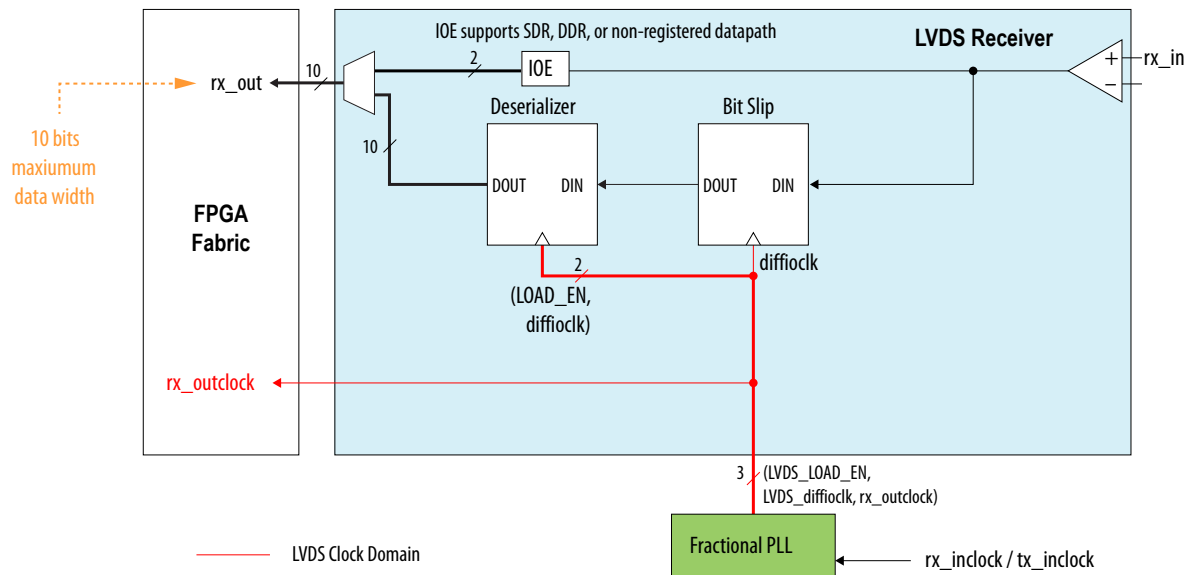 IOE supports SDR, DDR, or non-registered datapath
LVDS Receiver
2
IOE
+
rx_in
10
rx_out
−
Deserializer
Bit Slip
10 bits
maxiumum
data width
10
DOUT
DIN
DOUT
DIN
FPGA
Fabric
2
diffioclk
(LOAD_EN,
diffioclk)
rx_outclock
3
(LVDS_LOAD_EN,
LVDS_diffioclk, rx_outclock)
LVDS Clock Domain
Fractional PLL
rx_inclock / tx_inclock